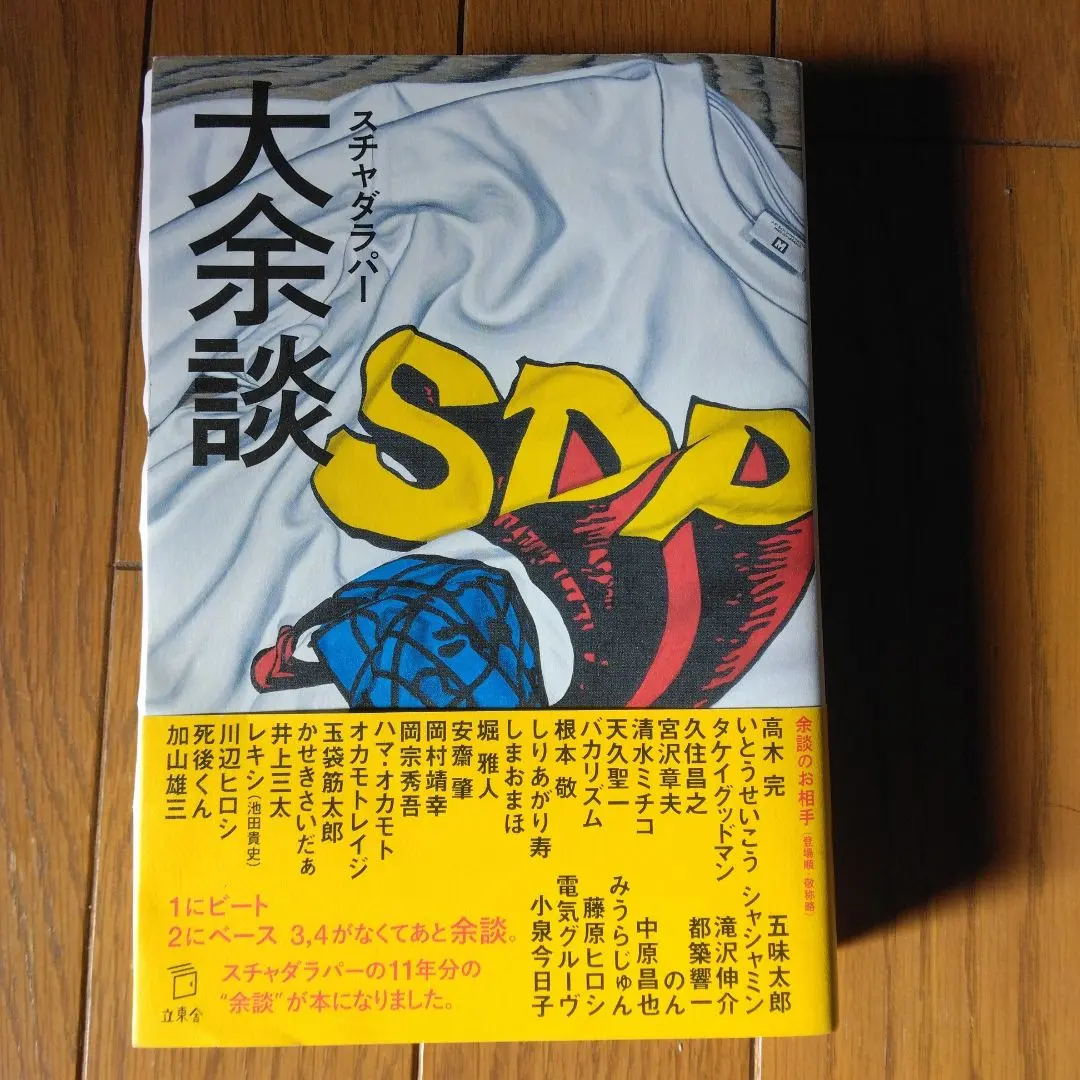 大余談
スチャダラパー
M
SDP
余談のお相手（登場順・敬称略）
高木 完　五味太郎
いとうせいこう　シャシャミン
タケイグッドマン　滝沢伸介
久住昌之　都築響一
宮沢章夫　のん
清水ミチコ　中原昌也
天久聖一　みうらじゅん
バカリズム　藤原ヒロシ
根本 敬　電気グルーヴ
しりあがり寿　小泉今日子
しまおまほ
堀 雅人
安齋 肇
岡村靖幸
岡宗秀吾
ハマ・オカモト
オカモトレイジ
玉袋筋太郎
かせきさいだぁ
井上三太
レキシ（池田貴史）
川辺ヒロシ
死後くん
加山雄三
1にビート
2にベース 3,4がなくてあと余談。
スチャダラパーの11年分の
“余談”が本になりました。
立東舎